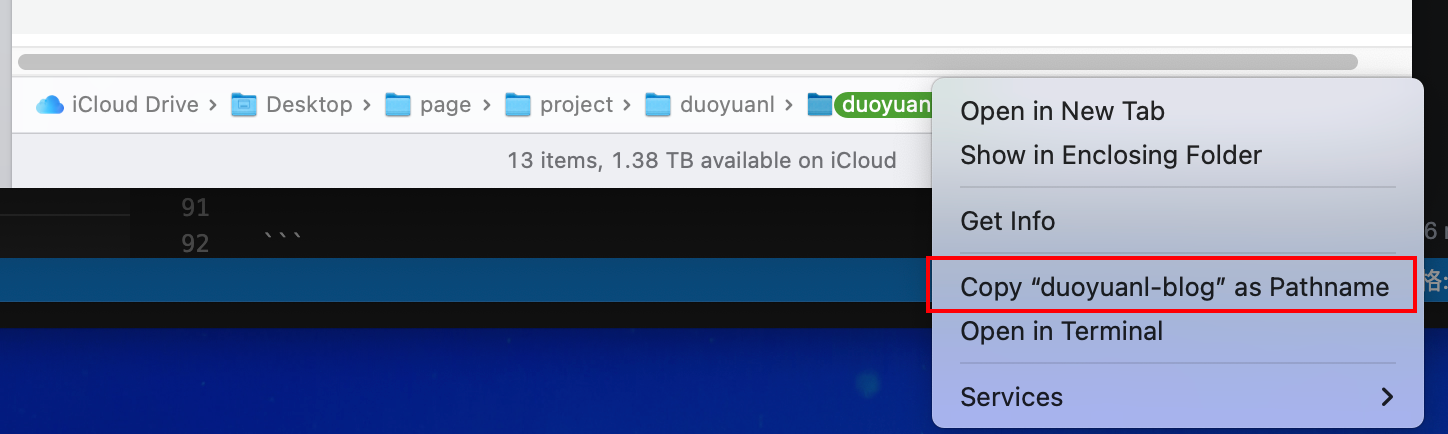 iCloud Drive › Desktop › page › project › duoyuanl › duoyuan
13 items, 1.38 TB available on iCloud
91
92 ```
Open in New Tab
Show in Enclosing Folder
Get Info
Copy “duoyuanl-blog” as Pathname
Open in Terminal
Services
6
格: